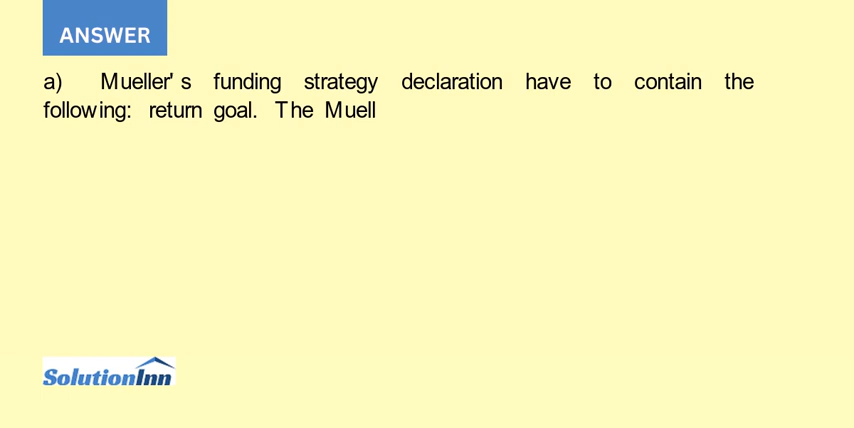 ANSWER
a) Mueller's funding strategy declaration have to contain the
following: return goal. The Muell
SolutionInn